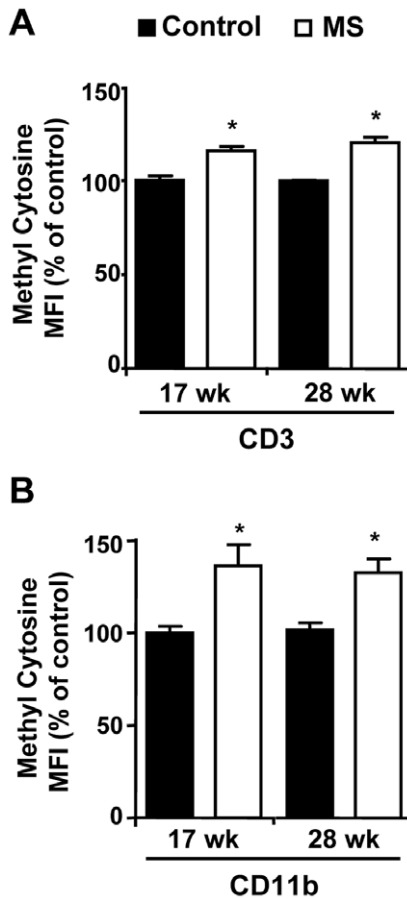 A
Control MS
Methyl Cytosine
MFI (% of control)
150
100
50
0
* *
17 wk 28 wk
CD3
B
Methyl Cytosine
MFI (% of control)
150
100
50
0
* *
17 wk 28 wk
CD11b